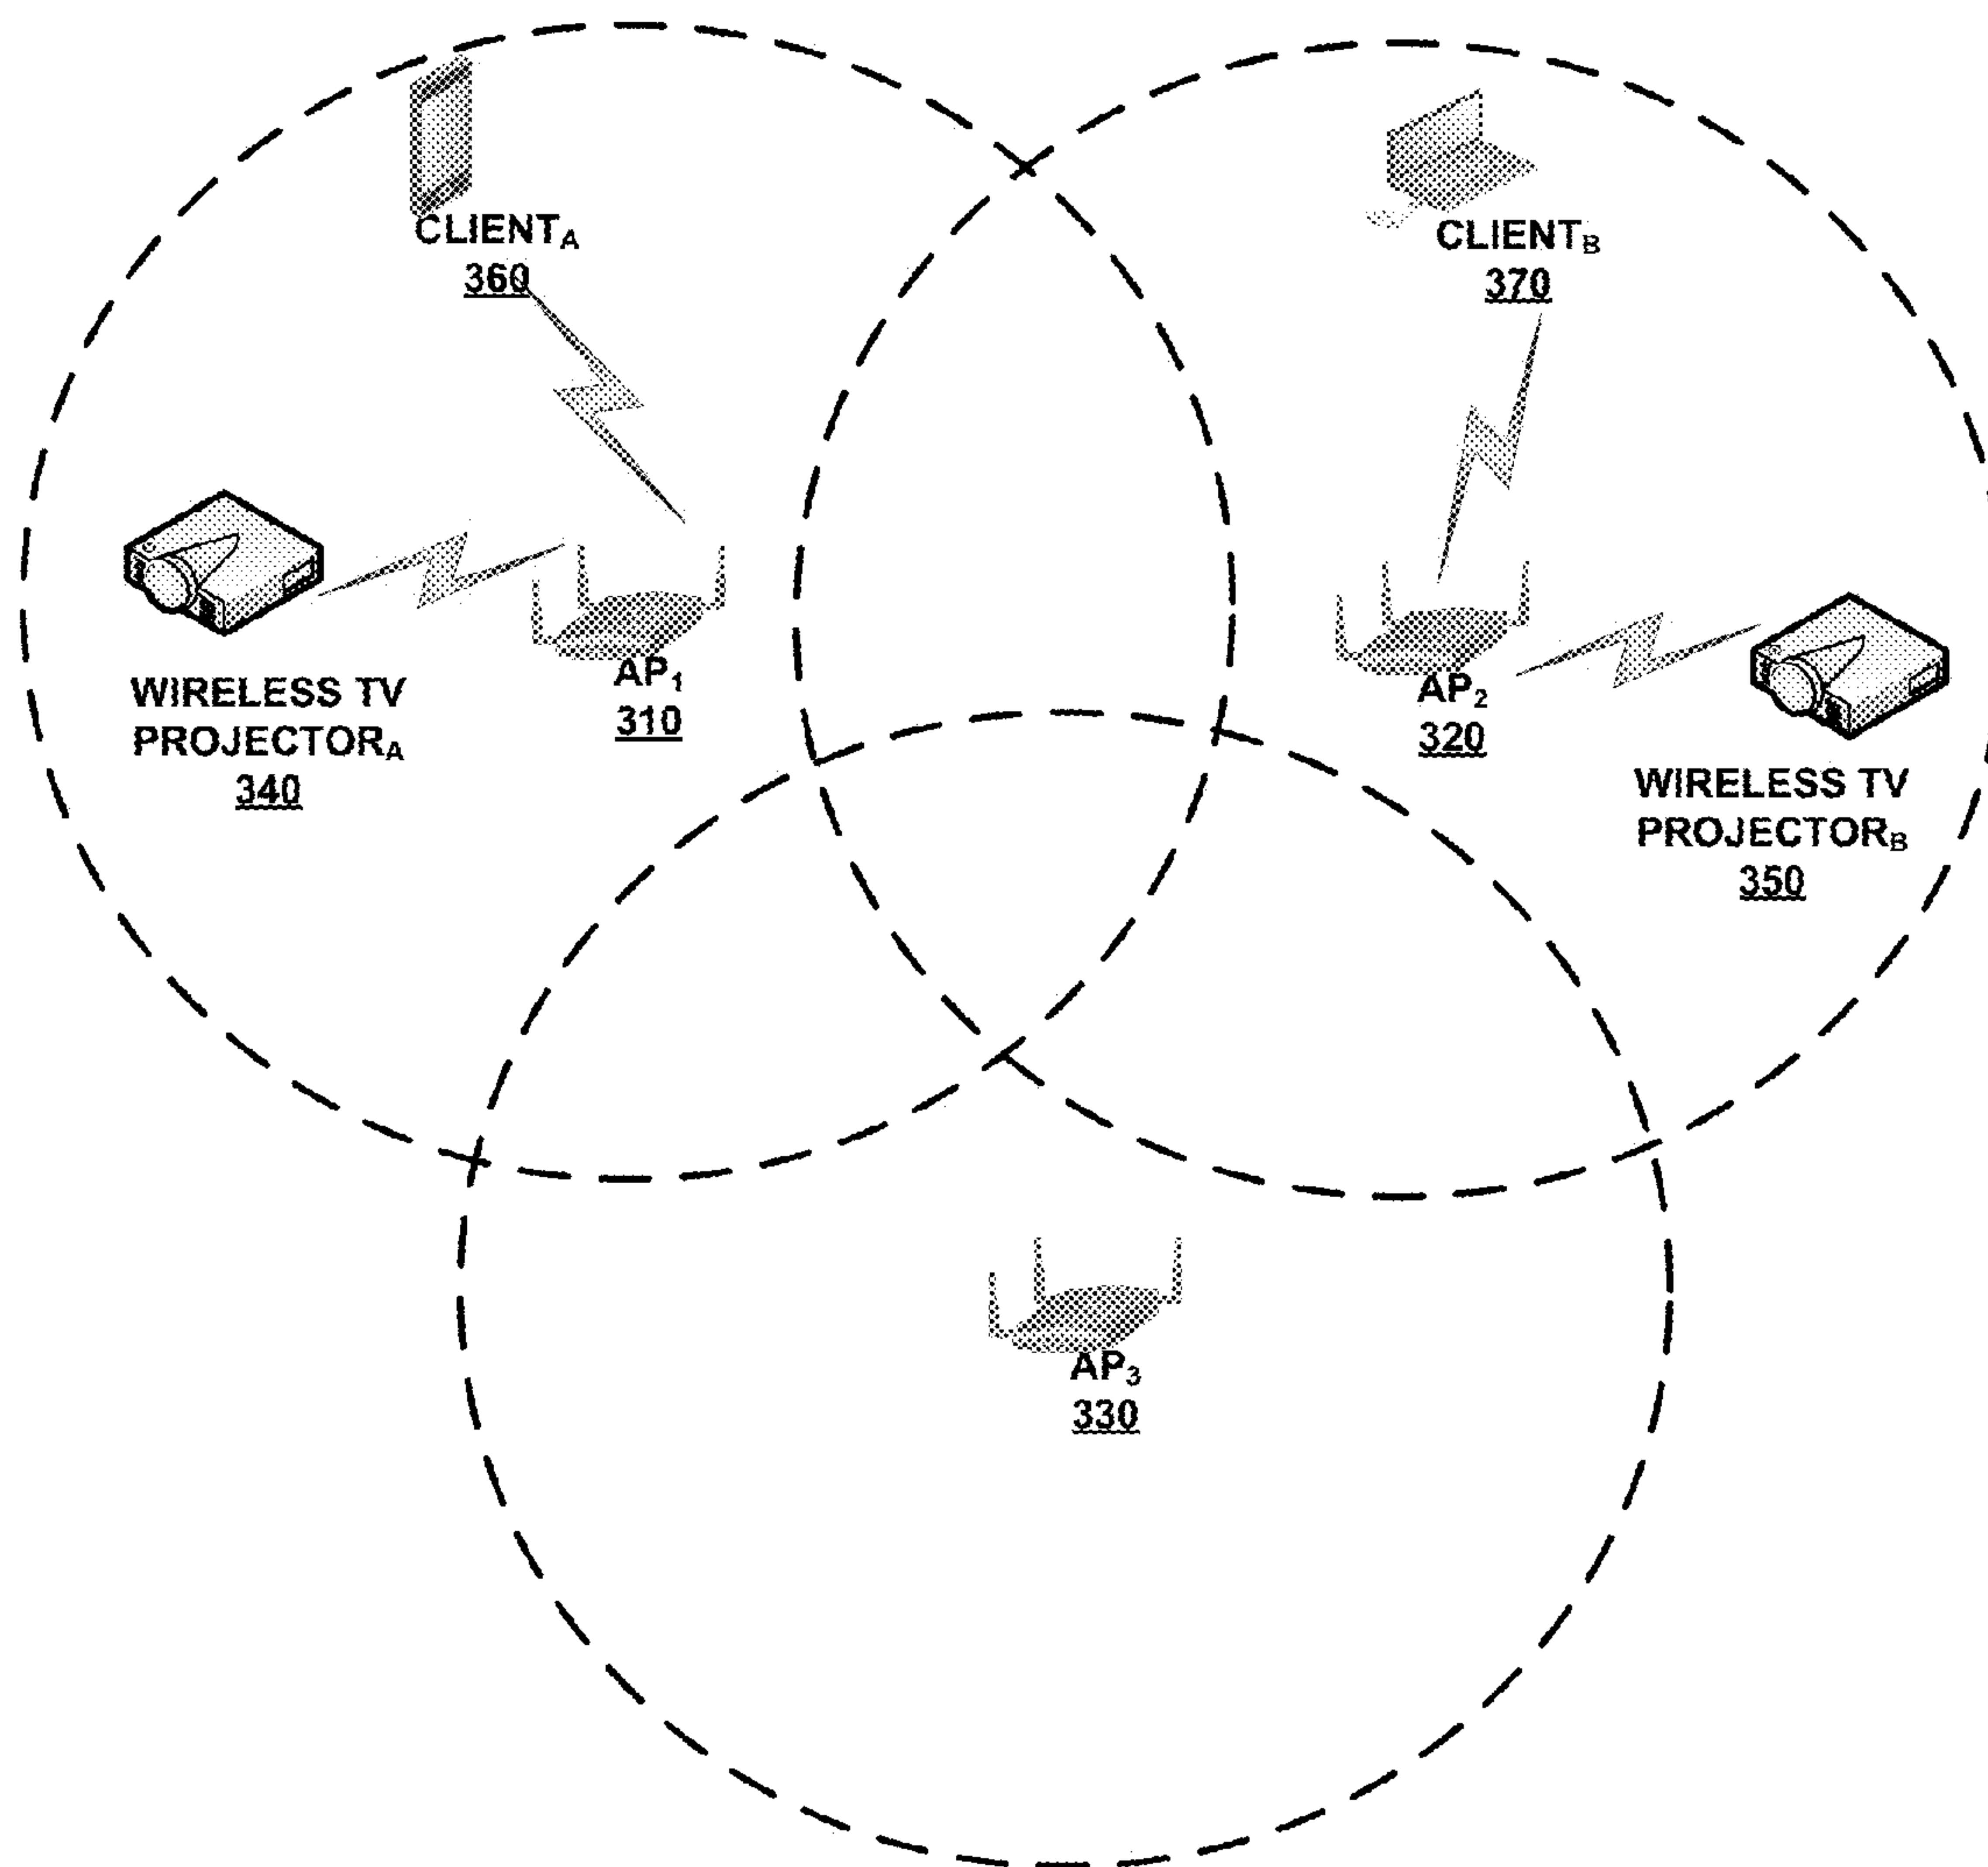 CLIENTA
360
CLIENTB
370
AP1
310
WIRELESS TV
PROJECTORA
340
AP2
320
WIRELESS TV
PROJECTORB
350
AP3
330